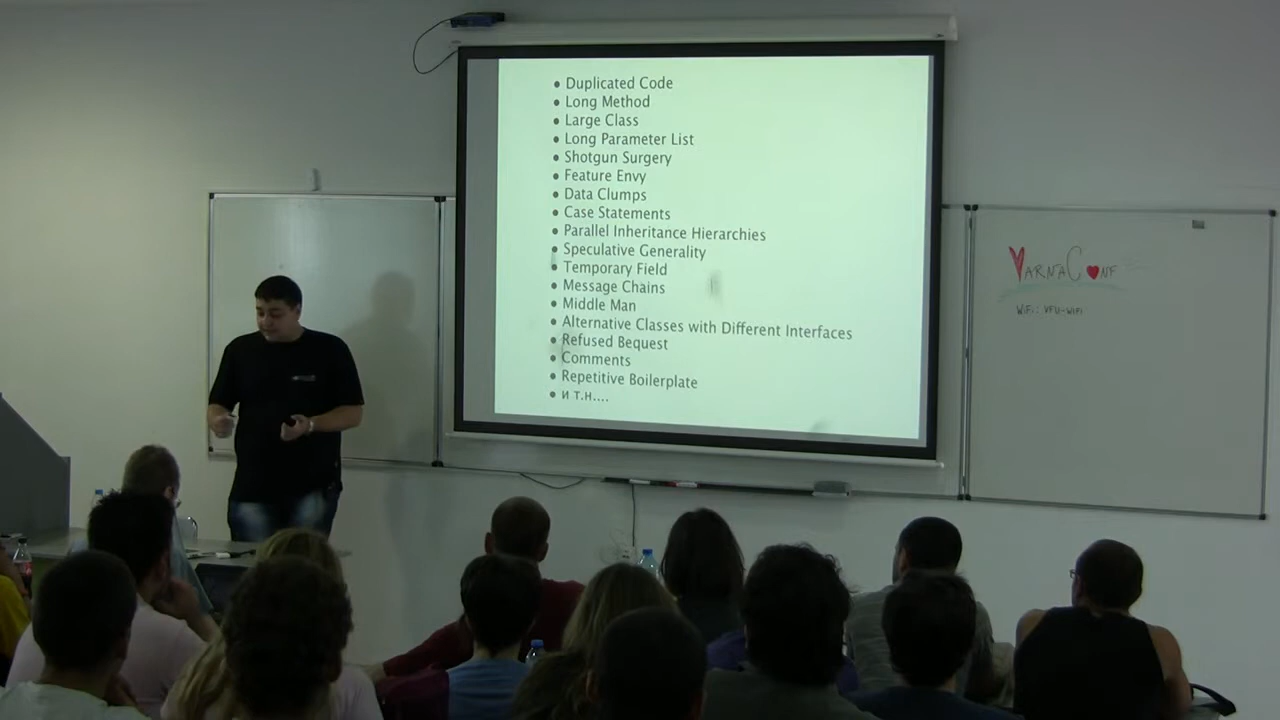 • Duplicated Code
• Long Method
• Large Class
• Long Parameter List
• Shotgun Surgery
• Feature Envy
• Data Clumps
• Case Statements
• Parallel Inheritance Hierarchies
• Speculative Generality
• Temporary Field
• Message Chains
• Middle Man
• Alternative Classes with Different Interfaces
• Refused Bequest
• Comments
• Repetitive Boilerplate
• и т.н....
VARNACONF
WiFi: VFU-WIFI